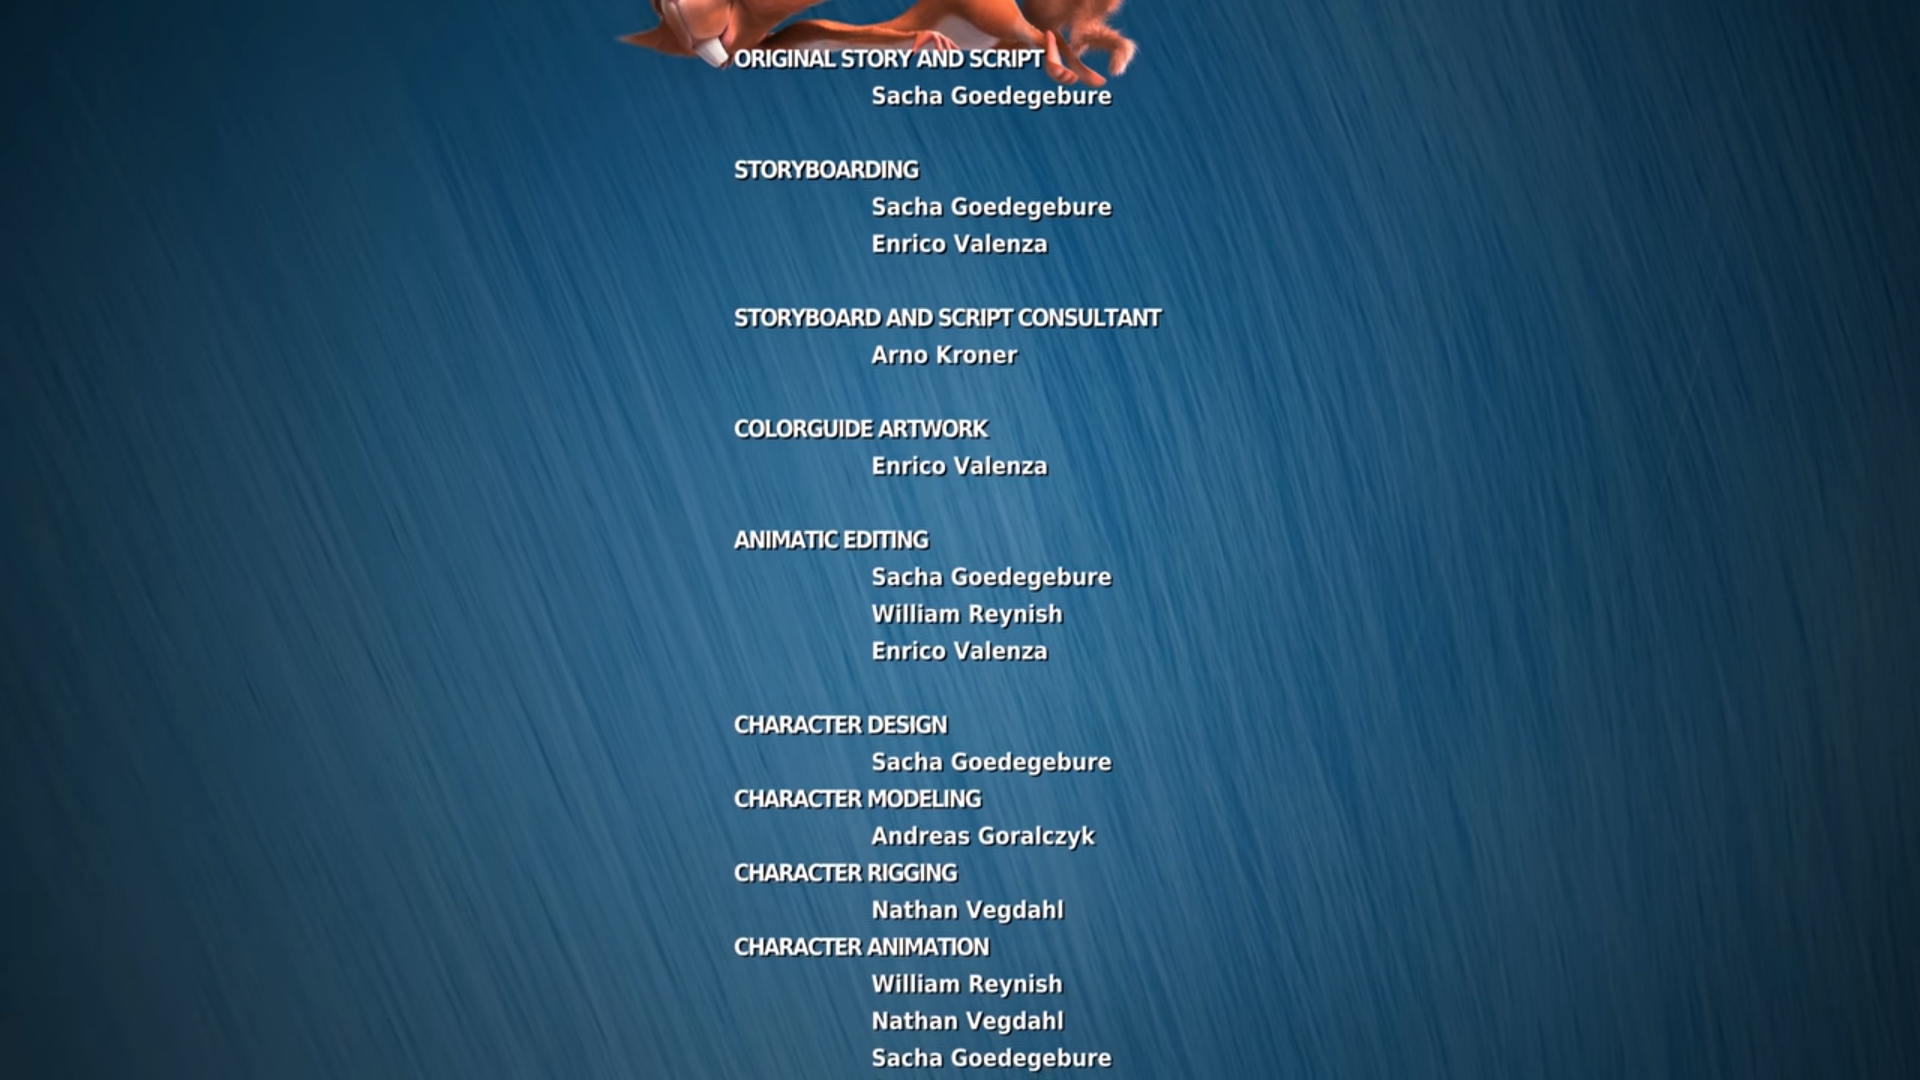 ORIGINAL STORY AND SCRIPT
Sacha Goedegebure
STORYBOARDING
Sacha Goedegebure
Enrico Valenza
STORYBOARD AND SCRIPT CONSULTANT
Arno Kroner
COLORGUIDE ARTWORK
Enrico Valenza
ANIMATIC EDITING
Sacha Goedegebure
William Reynish
Enrico Valenza
CHARACTER DESIGN
Sacha Goedegebure
CHARACTER MODELING
Andreas Goralczyk
CHARACTER RIGGING
Nathan Vegdahl
CHARACTER ANIMATION
William Reynish
Nathan Vegdahl
Sacha Goedegebure